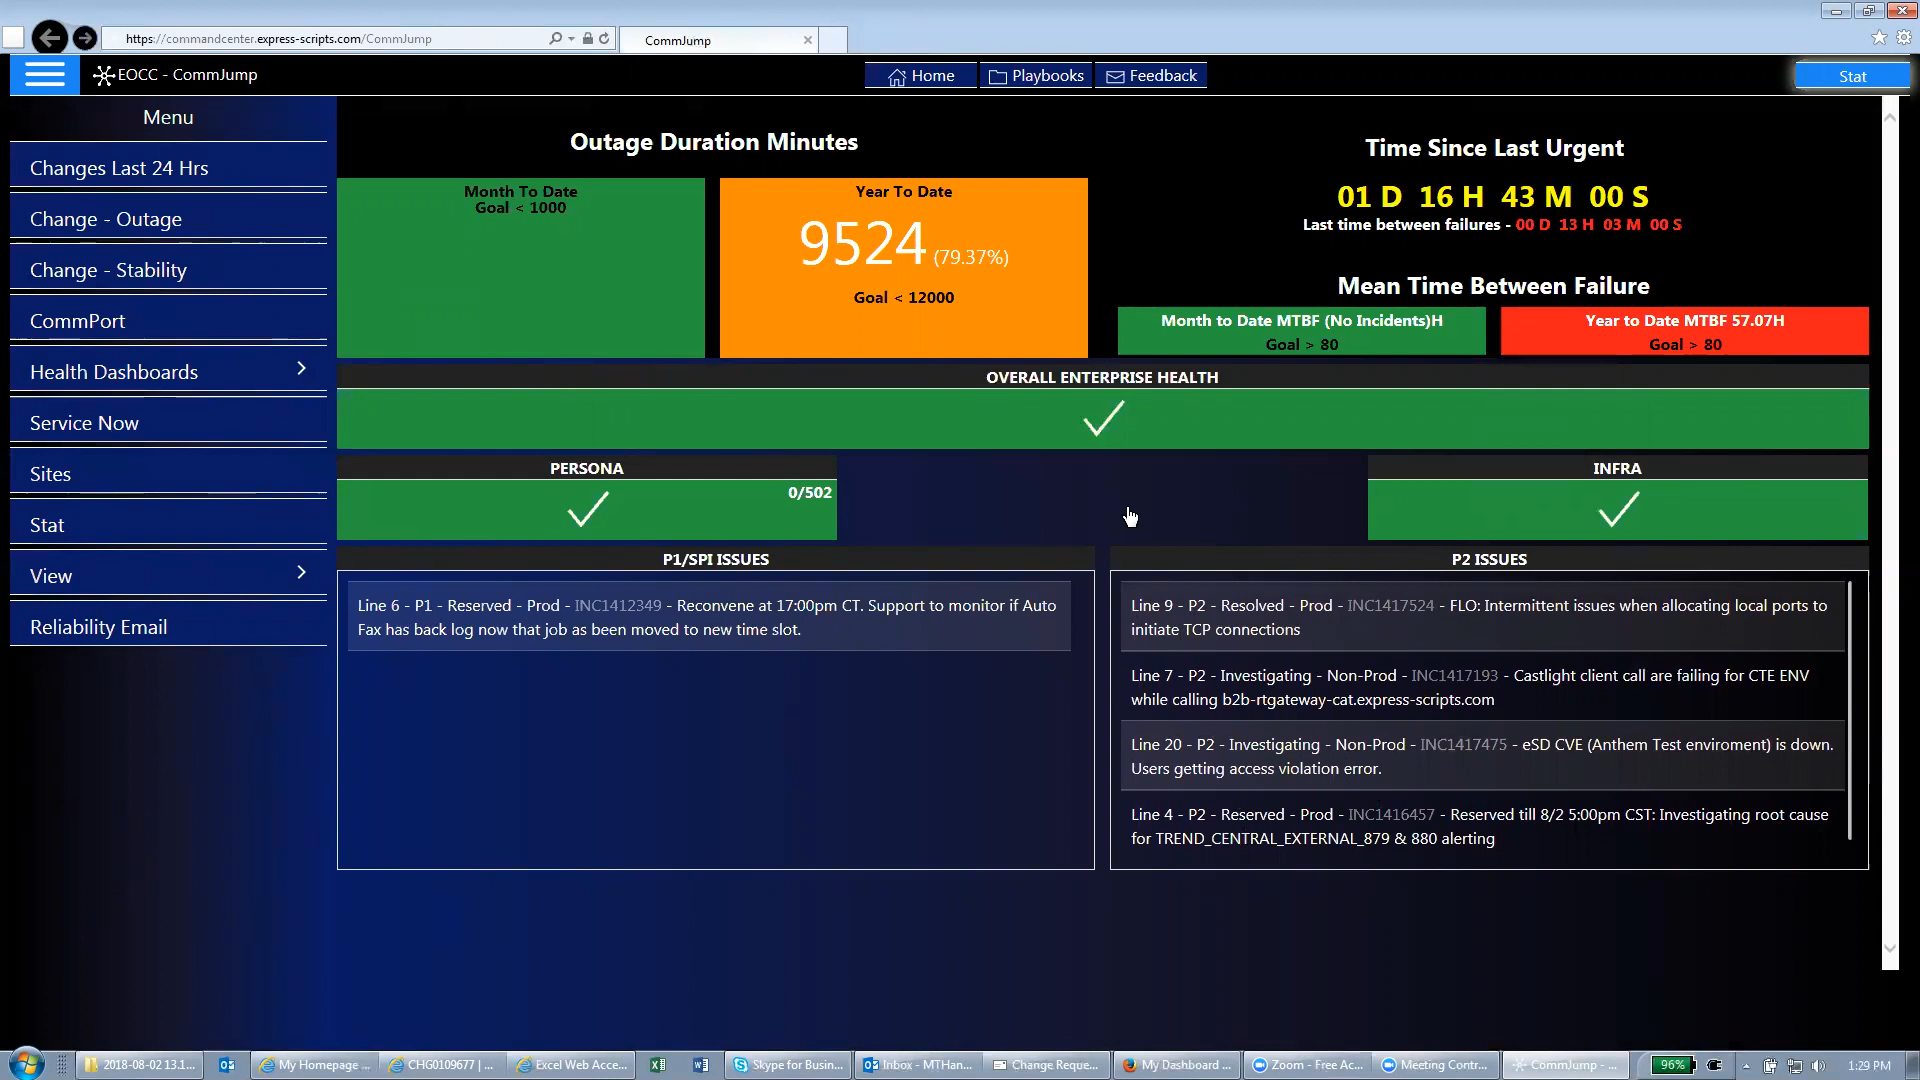 https://commandcenter.express-scripts.com/CommJump
CommJump
EOCC - CommJump
Home
Playbooks
Feedback
Stat
Menu
Changes Last 24 Hrs
Change - Outage
Change - Stability
CommPort
Health Dashboards
Service Now
Sites
Stat
View
Reliability Email
Outage Duration Minutes
Month To Date
Goal < 1000
Year To Date
9524 (79.37%)
Goal < 12000
Time Since Last Urgent
01 D 16 H 43 M 00 S
Last time between failures - 00 D 13 H 03 M 00 S
Mean Time Between Failure
Month to Date MTBF (No Incidents)H
Goal > 80
Year to Date MTBF 57.07H
Goal > 80
OVERALL ENTERPRISE HEALTH
PERSONA
0/502
INFRA
P1/SPI ISSUES
Line 6 - P1 - Reserved - Prod - INC1412349 - Reconvene at 17:00pm CT. Support to monitor if Auto
Fax has back log now that job as been moved to new time slot.
P2 ISSUES
Line 9 - P2 - Resolved - Prod - INC1417524 - FLO: Intermittent issues when allocating local ports to
initiate TCP connections
Line 7 - P2 - Investigating - Non-Prod - INC1417193 - Castlight client call are failing for CTE ENV
while calling b2b-rtgateway-cat.express-scripts.com
Line 20 - P2 - Investigating - Non-Prod - INC1417475 - eSD CVE (Anthem Test enviroment) is down.
Users getting access violation error.
Line 4 - P2 - Reserved - Prod - INC1416457 - Reserved till 8/2 5:00pm CST: Investigating root cause
for TREND_CENTRAL_EXTERNAL_879 & 880 alerting
2018-08-02 13.1...
My Homepage ...
CHG0109677 | ...
Excel Web Acce...
Skype for Busin...
Inbox - MTHan...
Change Reque...
My Dashboard ...
Zoom - Free Ac...
Meeting Contr...
CommJump - ...
96%
1:29 PM